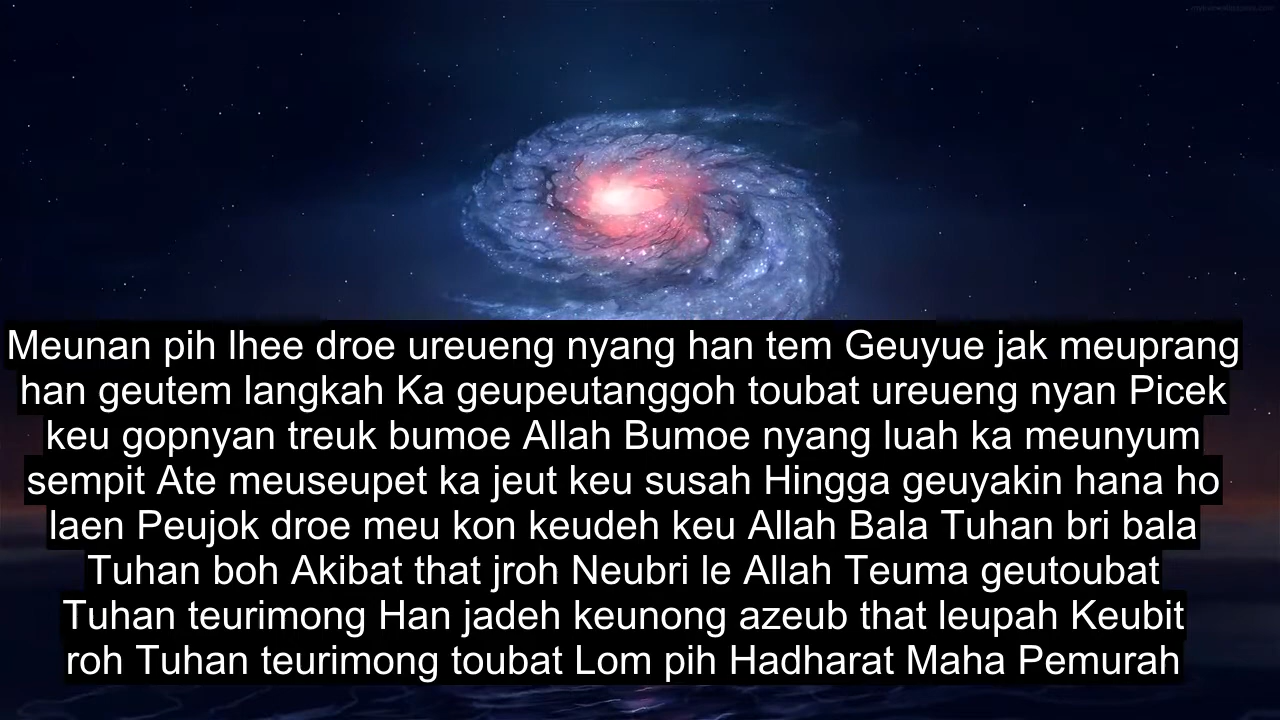 Meunan pih lhee droe ureueng nyang han tem Geuyue jak meuprang
han geutem langkah Ka geupeutanggoh toubat ureueng nyan Picek
keu gopnyan treuk bumoe Allah Bumoe nyang luah ka meunyum
sempit Ate meuseupet ka jeut keu susah Hingga geuyakin hana ho
laen Peujok droe meu kon keudeh keu Allah Bala Tuhan bri bala
Tuhan boh Akibat that jroh Neubri le Allah Teuma geutoubat
Tuhan teurimong Han jadeh keunong azeub that leupah Keubit
roh Tuhan teurimong toubat Lom pih Hadharat Maha Pemurah